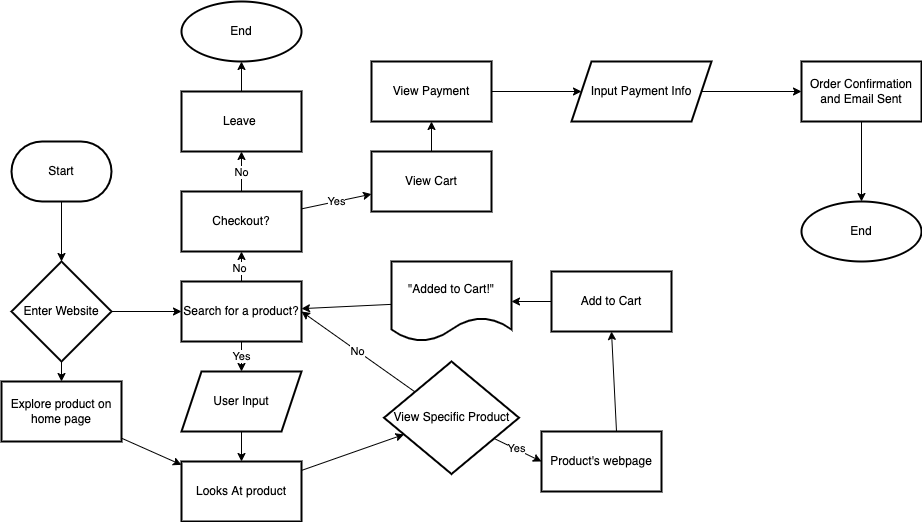 End
View Payment
Input Payment Info
Order Confirmation
and Email Sent
Leave
Start
No
View Cart
Yes
Checkout?
End
No
"Added to Cart!"
Add to Cart
Enter Website
Search for a product?
Yes
No
Explore product on
home page
User Input
View Specific Product
Yes
Product's webpage
Looks At product